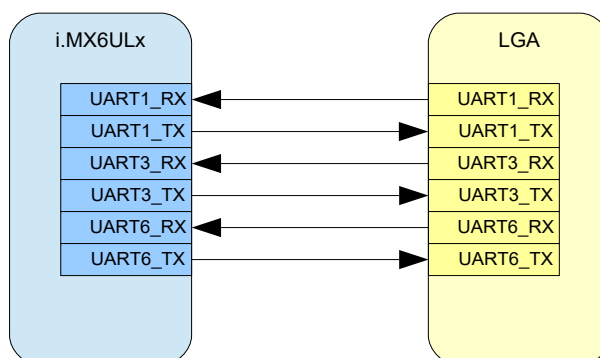 i.MX6ULx
LGA
UART1_RX
UART1_RX
UART1_TX
UART1_TX
UART3_RX
UART3_RX
UART3_TX
UART3_TX
UART6_RX
UART6_RX
UART6_TX
UART6_TX